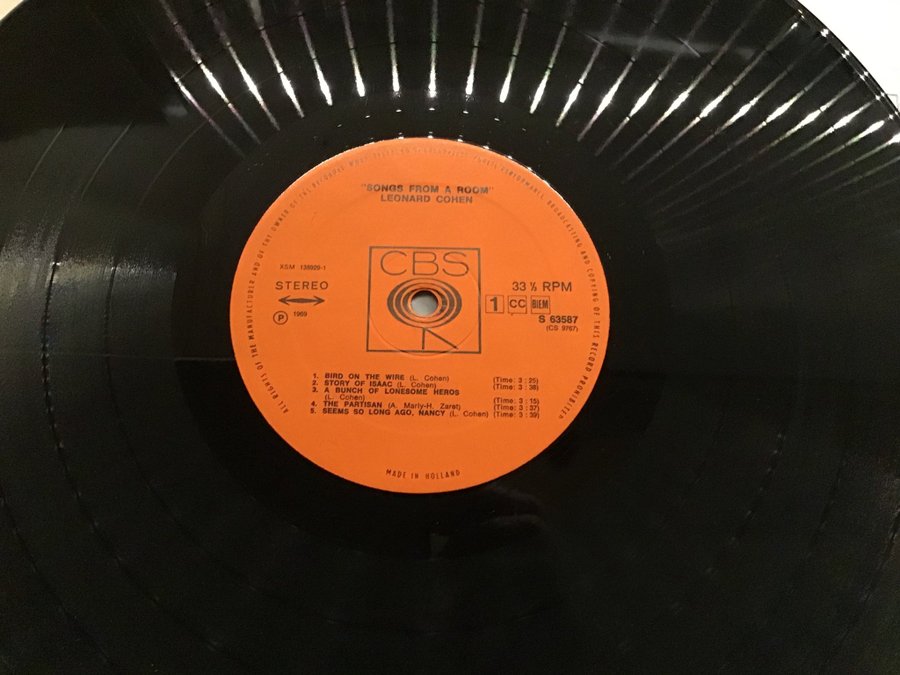 "SONGS FROM A ROOM"
LEONARD COHEN
CBS
XSM 138929-1
STEREO
P 1969
33 ⅓ RPM
1 CC BIEM
S 63587
(CS 9767)
1. BIRD ON THE WIRE (L. Cohen) (Time: 3 : 25)
2. STORY OF ISAAC (L. Cohen) (Time: 3 : 38)
3. A BUNCH OF LONESOME HEROS
(L. Cohen) (Time: 3 : 15)
4. THE PARTISAN (A. Marly-H. Zaret) (Time: 3 : 37)
5. SEEMS SO LONG AGO, NANCY (L. Cohen) (Time: 3 : 39)
ALL RIGHTS OF THE MANUFACTURER AND OF THE OWNER OF THE RECORDED WORK PUBLIC PERFORMANCE BROADCASTING AND COPYING OF THIS RECORD PROHIBITED
MADE IN HOLLAND